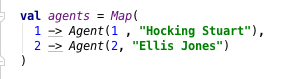 val agents = Map(
1 -> Agent(1 , "Hocking Stuart"),
2 -> Agent(2, "Ellis Jones")
)